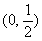 (0, 1/2)